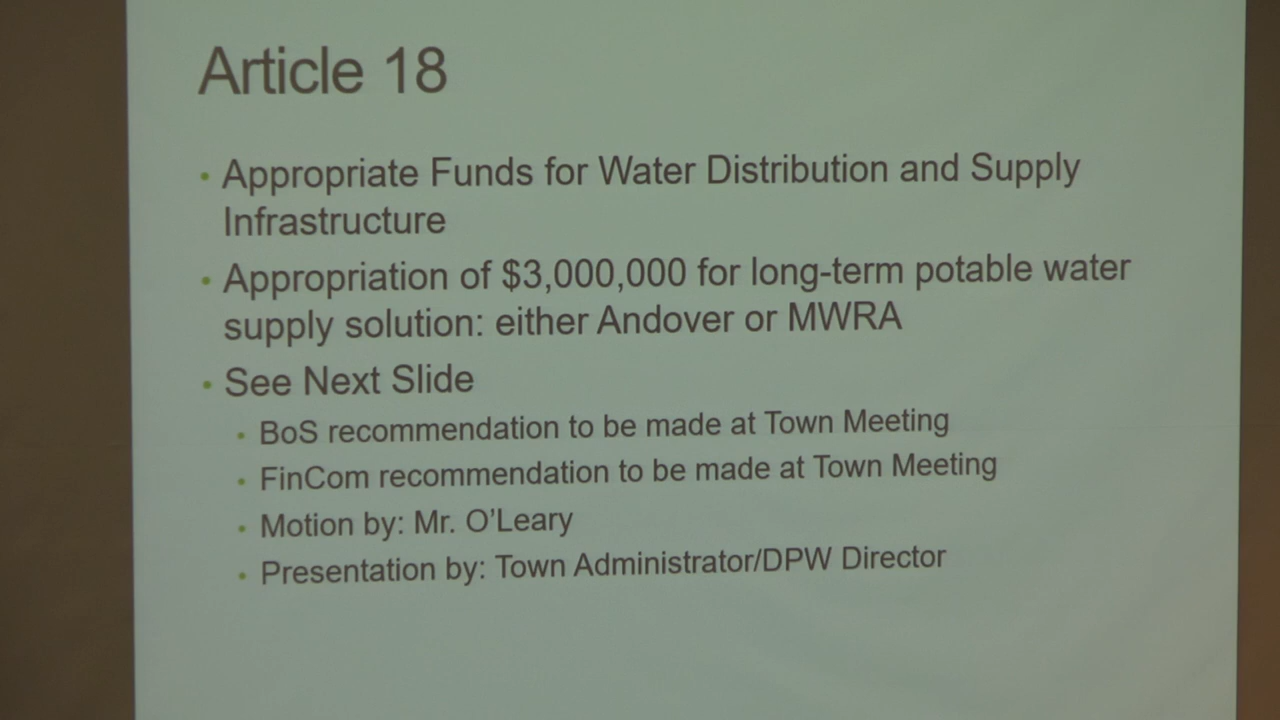 Article 18
• Appropriate Funds for Water Distribution and Supply
Infrastructure
• Appropriation of $3,000,000 for long-term potable water
supply solution: either Andover or MWRA
• See Next Slide
• BoS recommendation to be made at Town Meeting
• FinCom recommendation to be made at Town Meeting
• Motion by: Mr. O'Leary
• Presentation by: Town Administrator/DPW Director